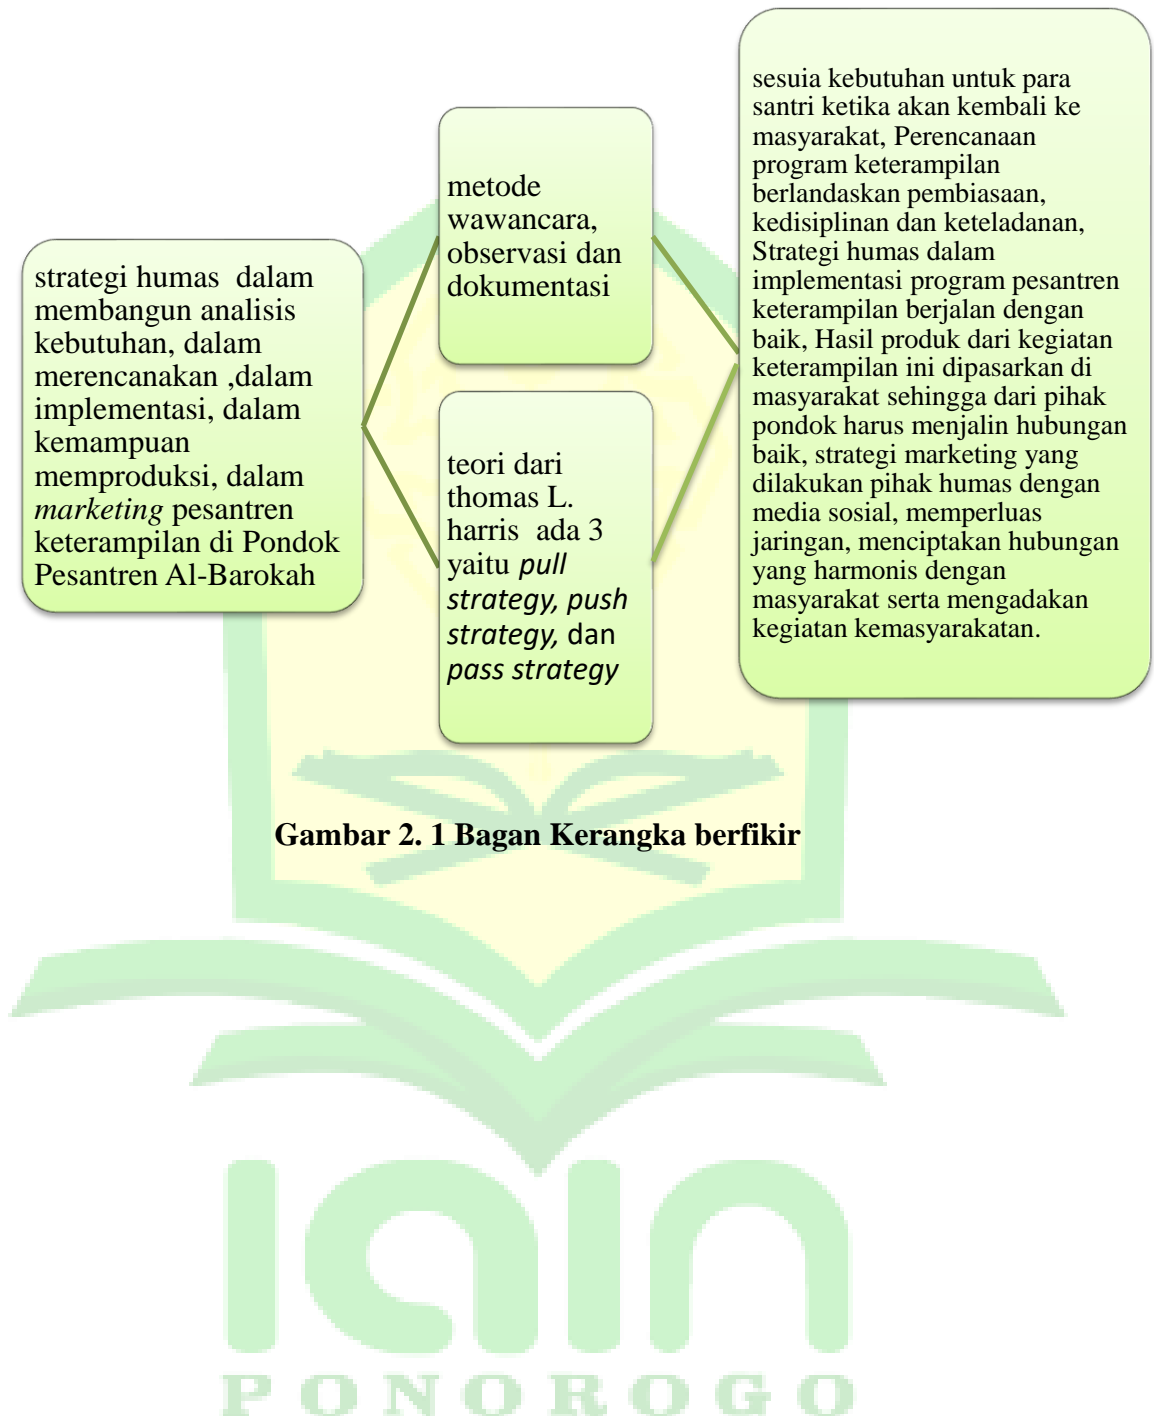 strategi humas  dalam
membangun analisis
kebutuhan, dalam
merencanakan ,dalam
implementasi, dalam
kemampuan
memproduksi, dalam
marketing pesantren
keterampilan di Pondok
Pesantren Al-Barokah
metode
wawancara,
observasi dan
dokumentasi
teori dari
thomas L.
harris  ada 3
yaitu pull
strategy, push
strategy, dan
pass strategy
sesuia kebutuhan untuk para
santri ketika akan kembali ke
masyarakat, Perencanaan
program keterampilan
berlandaskan pembiasaan,
kedisiplinan dan keteladanan,
Strategi humas dalam
implementasi program pesantren
keterampilan berjalan dengan
baik, Hasil produk dari kegiatan
keterampilan ini dipasarkan di
masyarakat sehingga dari pihak
pondok harus menjalin hubungan
baik, strategi marketing yang
dilakukan pihak humas dengan
media sosial, memperluas
jaringan, menciptakan hubungan
yang harmonis dengan
masyarakat serta mengadakan
kegiatan kemasyarakatan.
Gambar 2. 1 Bagan Kerangka berfikir
iain
PONOROGO